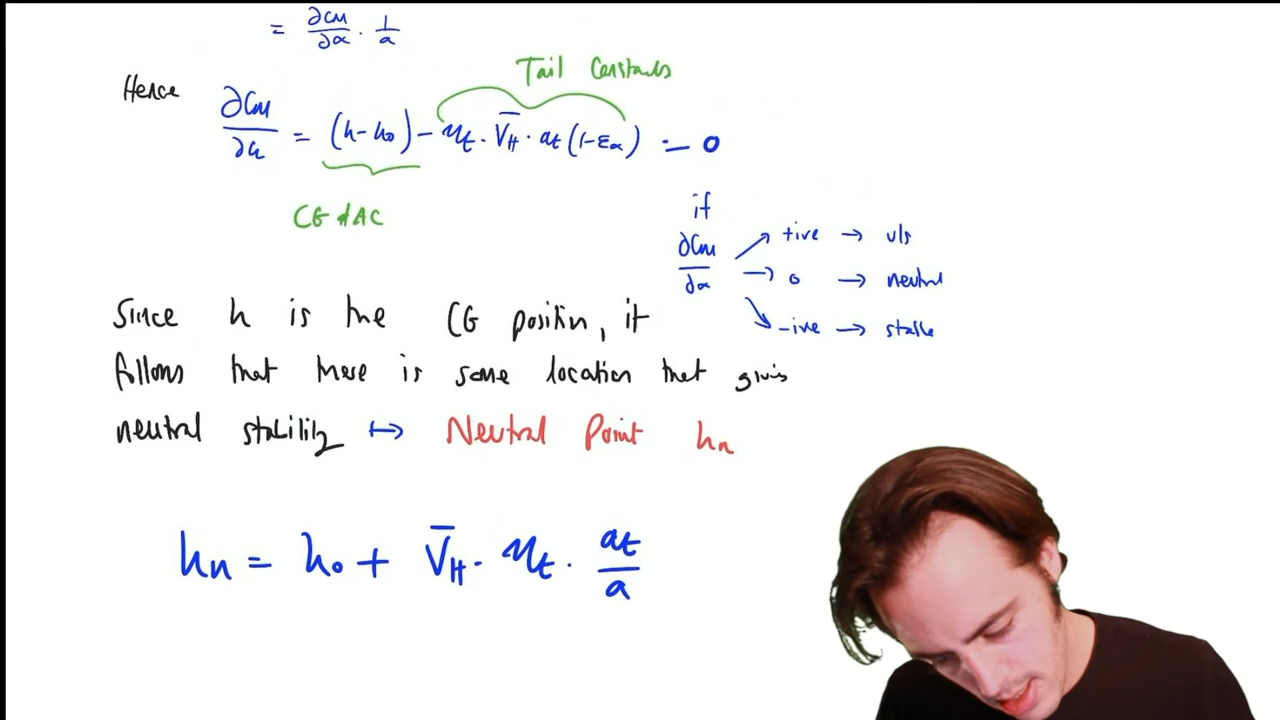 = ∂CM/∂α · 1/a
Tail Constants
Hence ∂CM/∂a = (h-h₀) - ηt · V̄H · at (1-εα) = 0
CG & AC
if
∂CM/∂α → +ive → u/s
→ 0 → neutral
→ -ive → stable
Since h is the CG position, it
follows that there is some location that gives
neutral stability ↦ Neutral Point hn
hn = h₀ + V̄H · ηt · at/a